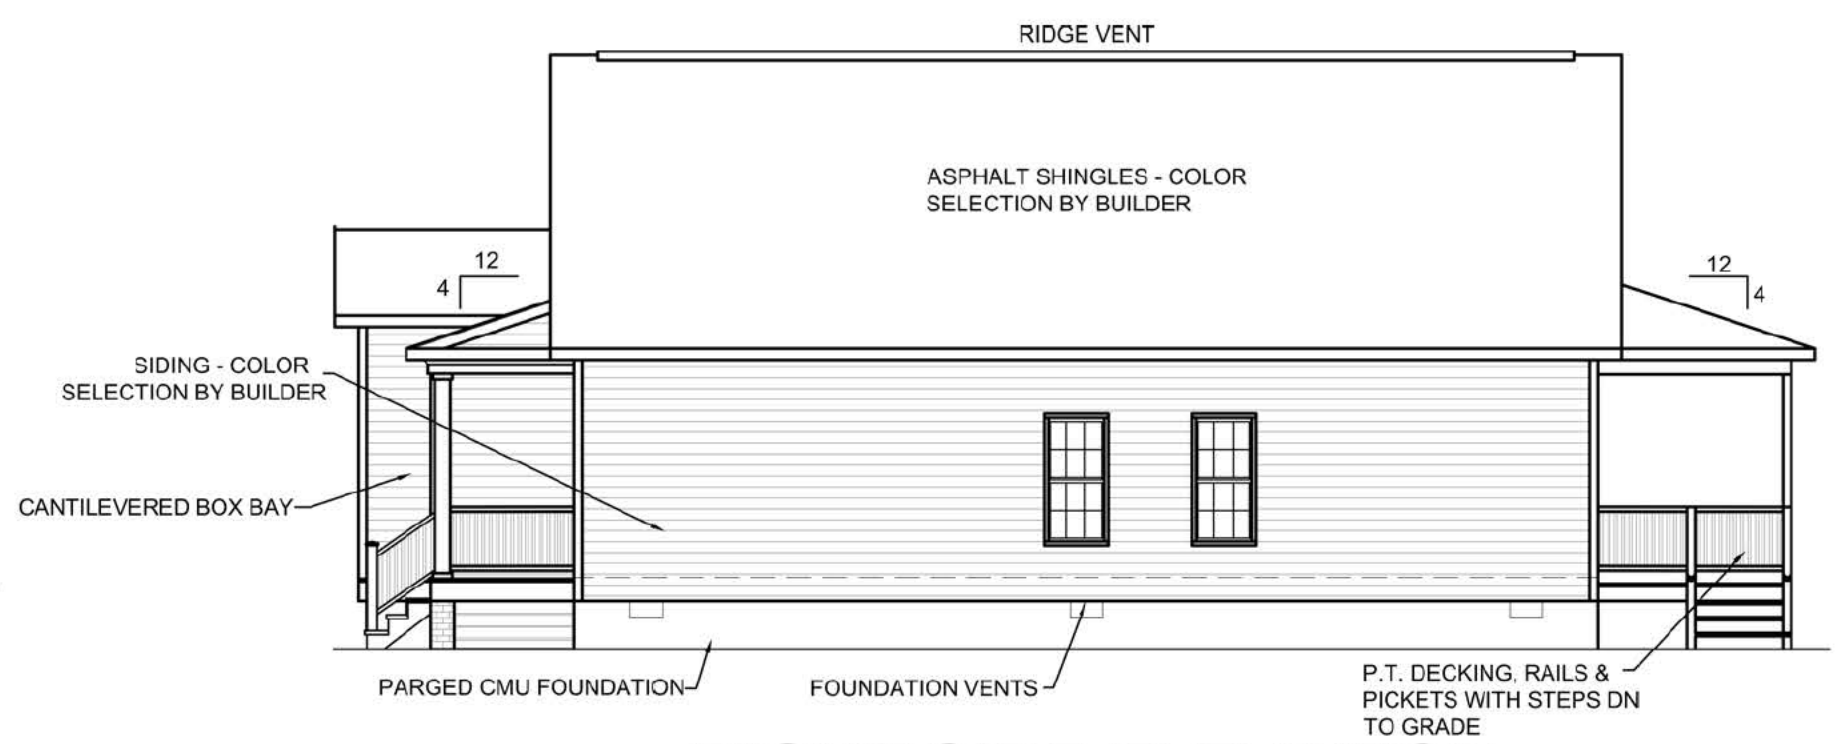 RIDGE VENT
ASPHALT SHINGLES - COLOR
SELECTION BY BUILDER
12
4
12
4
SIDING - COLOR
SELECTION BY BUILDER
CANTILEVERED BOX BAY
PARGED CMU FOUNDATION
FOUNDATION VENTS
P.T. DECKING, RAILS &
PICKETS WITH STEPS DN
TO GRADE